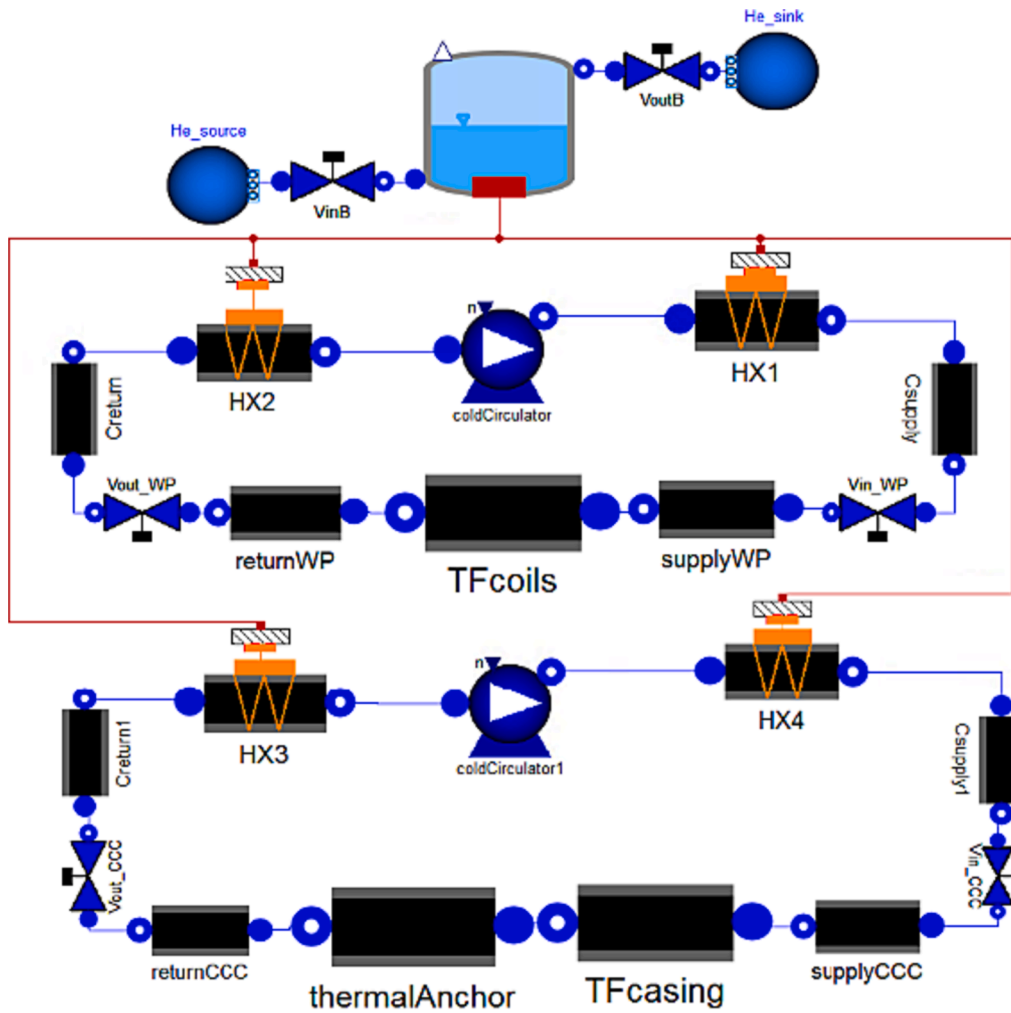 He_sink
VoutB
He_source
VinB
HX2
n
coldCirculator
HX1
Creturn
Csupply
Vout_WP
Vin_WP
returnWP
TFcoils
supplyWP
HX3
n
coldCirculator1
HX4
Creturn1
Csupply1
Vout_CCC
Vin_CCC
returnCCC
thermalAnchor
TFcasing
supplyCCC